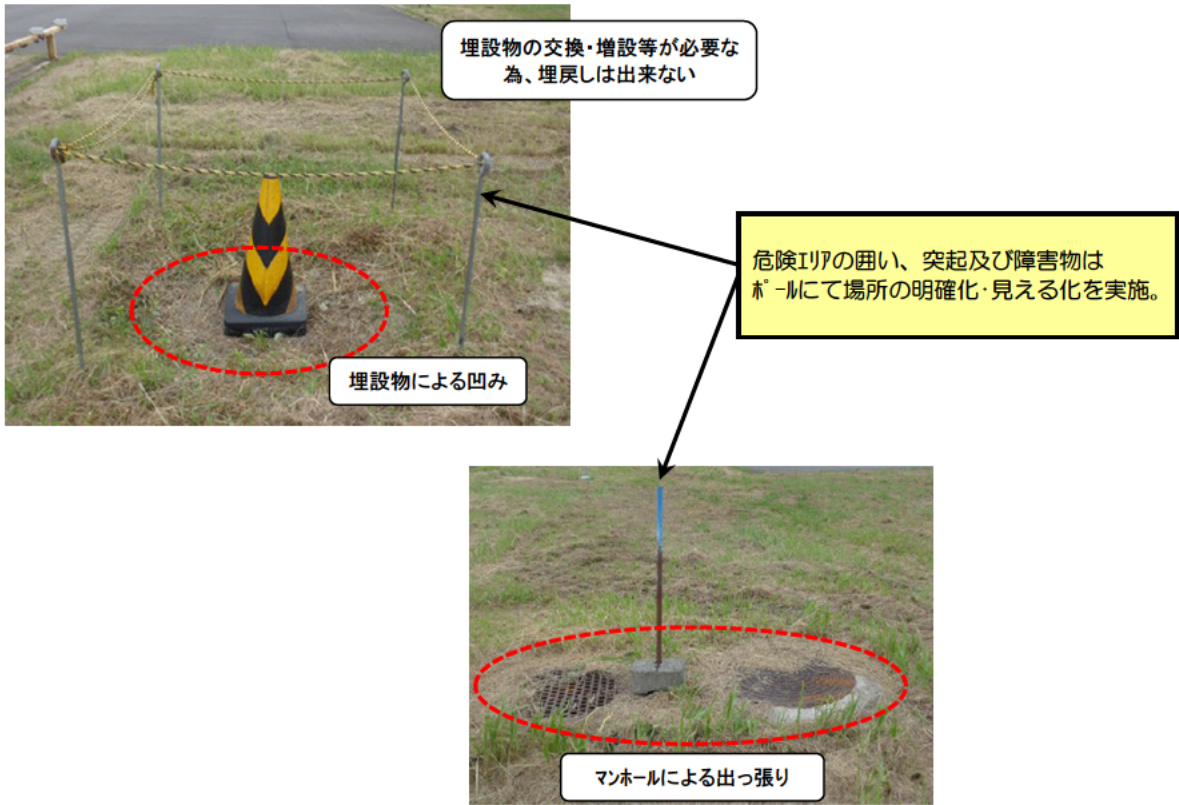 埋設物の交換・増設等が必要な
為、埋戻しは出来ない
危険ｴﾘｱの囲い、突起及び障害物は
ﾎﾟｰﾙにて場所の明確化･見える化を実施。
埋設物による凹み
マンホールによる出っ張り